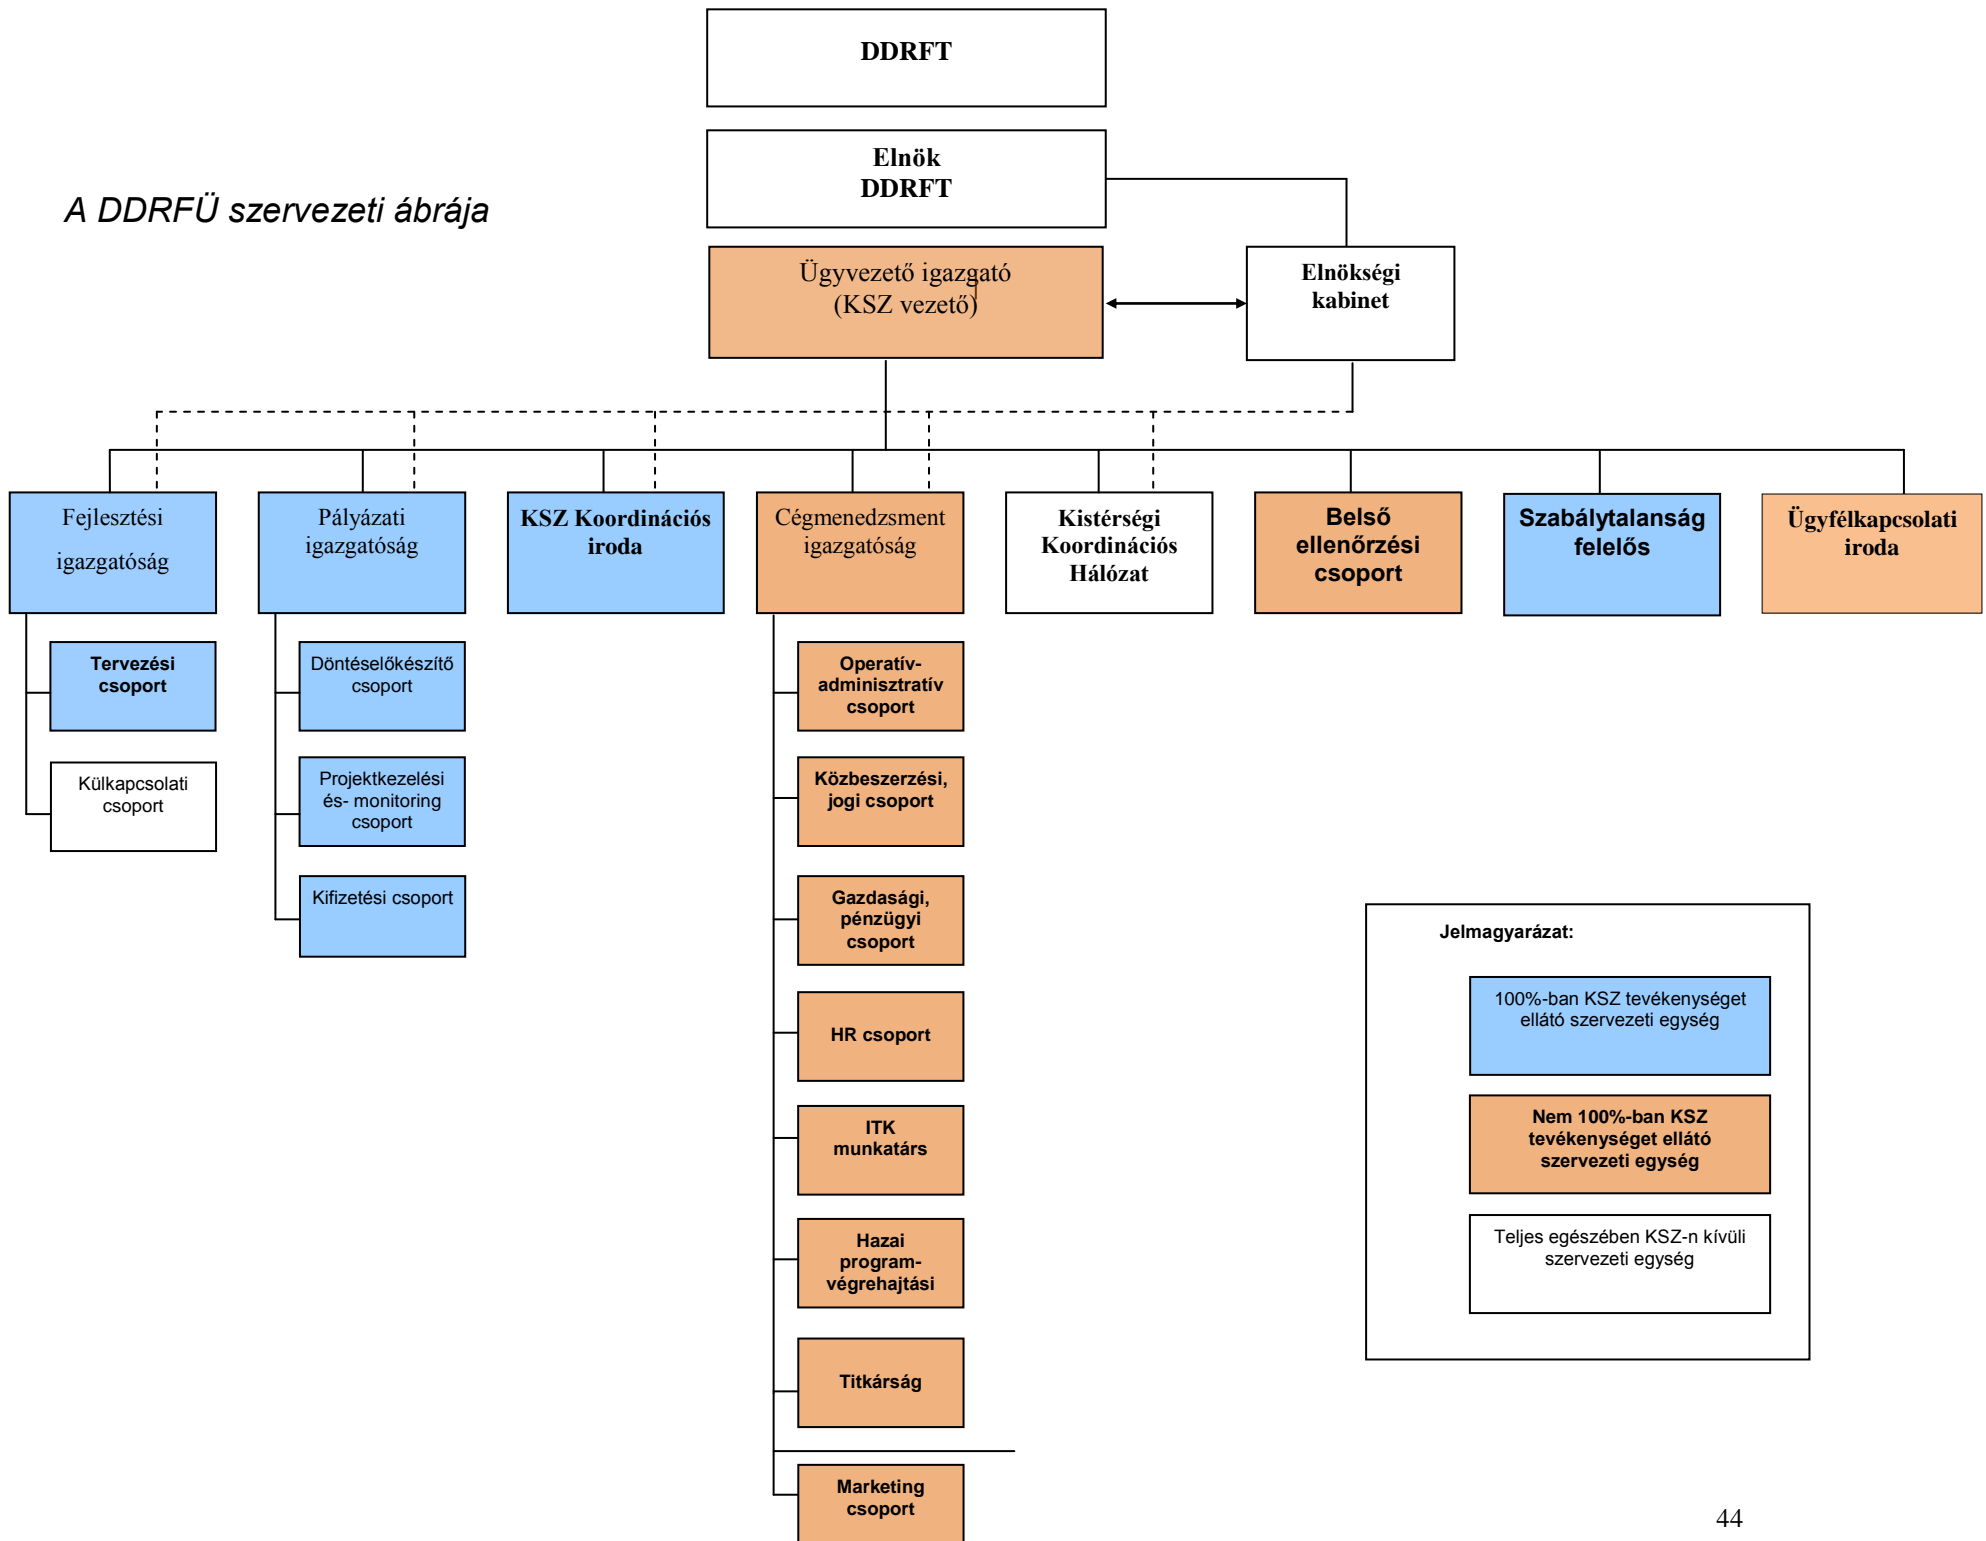 DDRFT
Elnök
DDRFT
A DDRFÜ szervezeti ábrája
Ügyvezető igazgató
(KSZ vezető)
Elnökségi
kabinet
Fejlesztési
igazgatóság
Pályázati
igazgatóság
KSZ Koordinációs
iroda
Cégmenedzsment
igazgatóság
Kistérségi
Koordinációs
Hálózat
Belső
ellenőrzési
csoport
Szabálytalanság
felelős
Ügyfélkapcsolati
iroda
Tervezési
csoport
Külkapcsolati
csoport
Döntéselőkészítő
csoport
Projektkezelési
és- monitoring
csoport
Kifizetési csoport
Operatív-
adminisztratív
csoport
Közbeszerzési,
jogi csoport
Gazdasági,
pénzügyi
csoport
HR csoport
ITK
munkatárs
Hazai
program-
végrehajtási
Titkárság
Marketing
csoport
Jelmagyarázat:
100%-ban KSZ tevékenységet
ellátó szervezeti egység
Nem 100%-ban KSZ
tevékenységet ellátó
szervezeti egység
Teljes egészében KSZ-n kívüli
szervezeti egység
44